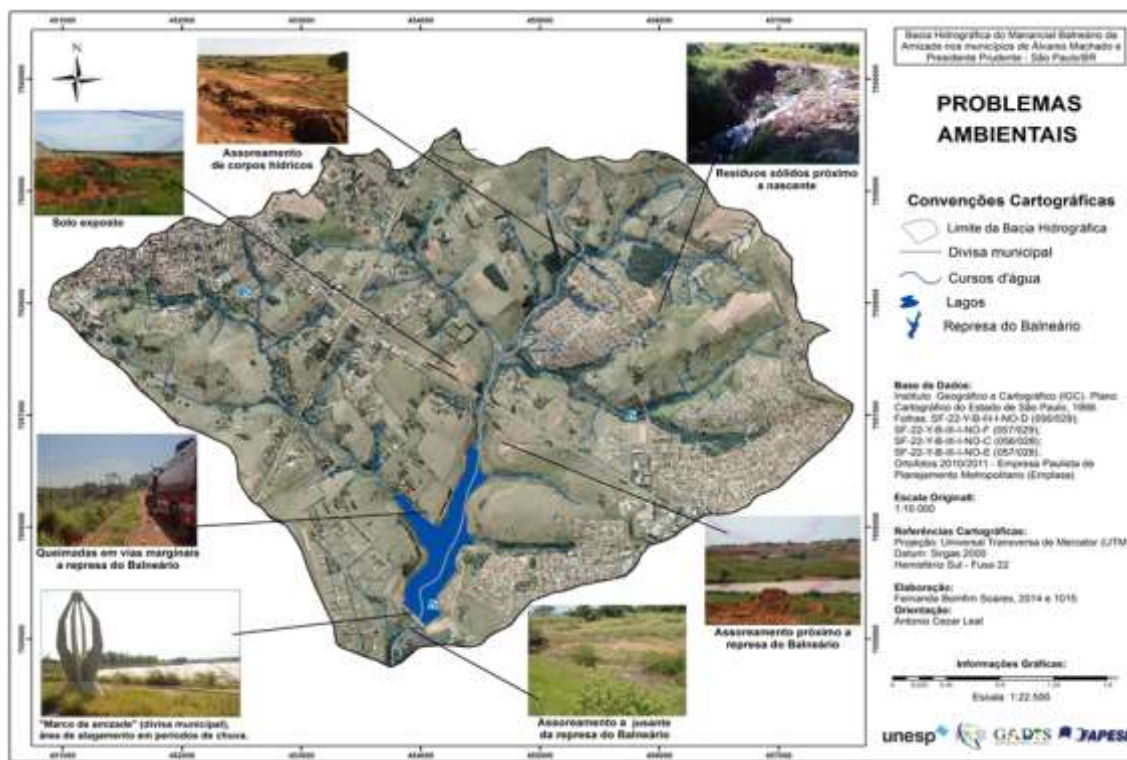 Bacia Hidrográfica do Manancial Balneário da
Amizade nos municípios de Álvares Machado e
Presidente Prudente - São Paulo/BR
PROBLEMAS
AMBIENTAIS
Convenções Cartográficas
Limite da Bacia Hidrográfica
Divisa municipal
Cursos d'água
Lagos
Represa do Balneário
Base de Dados:
Instituto Geográfico e Cartográfico (IGC). Plano
Cartográfico do Estado de São Paulo,
Folhas:
Ortofotos 2010/2011 - Empresa Paulista de
Planejamento Metropolitano (Emplasa)
Escala Original:
1:10.000
Referências Cartográficas:
Projeção: Universal Transversa de Mercator (UTM)
Datum: Sirgas 2000
Hemisfério Sul - Fuso 22
Elaboração:
Fernanda Bomfim Soares, 2014 e 1015
Orientação:
Antonio Cezar Leal
Informações Gráficas:
Escala 1:22.500
unesp
GADIS
FAPESP
N
Assoreamento
de corpos hídricos
Resíduos sólidos próximo
a nascente
Solo exposto
Queimadas em vias marginais
a represa do Balneário
Assoreamento próximo a
represa do Balneário
"Marco da amizade" (divisa municipal),
área de alagamento em períodos de chuva.
Assoreamento a jusante
da represa do Balneário